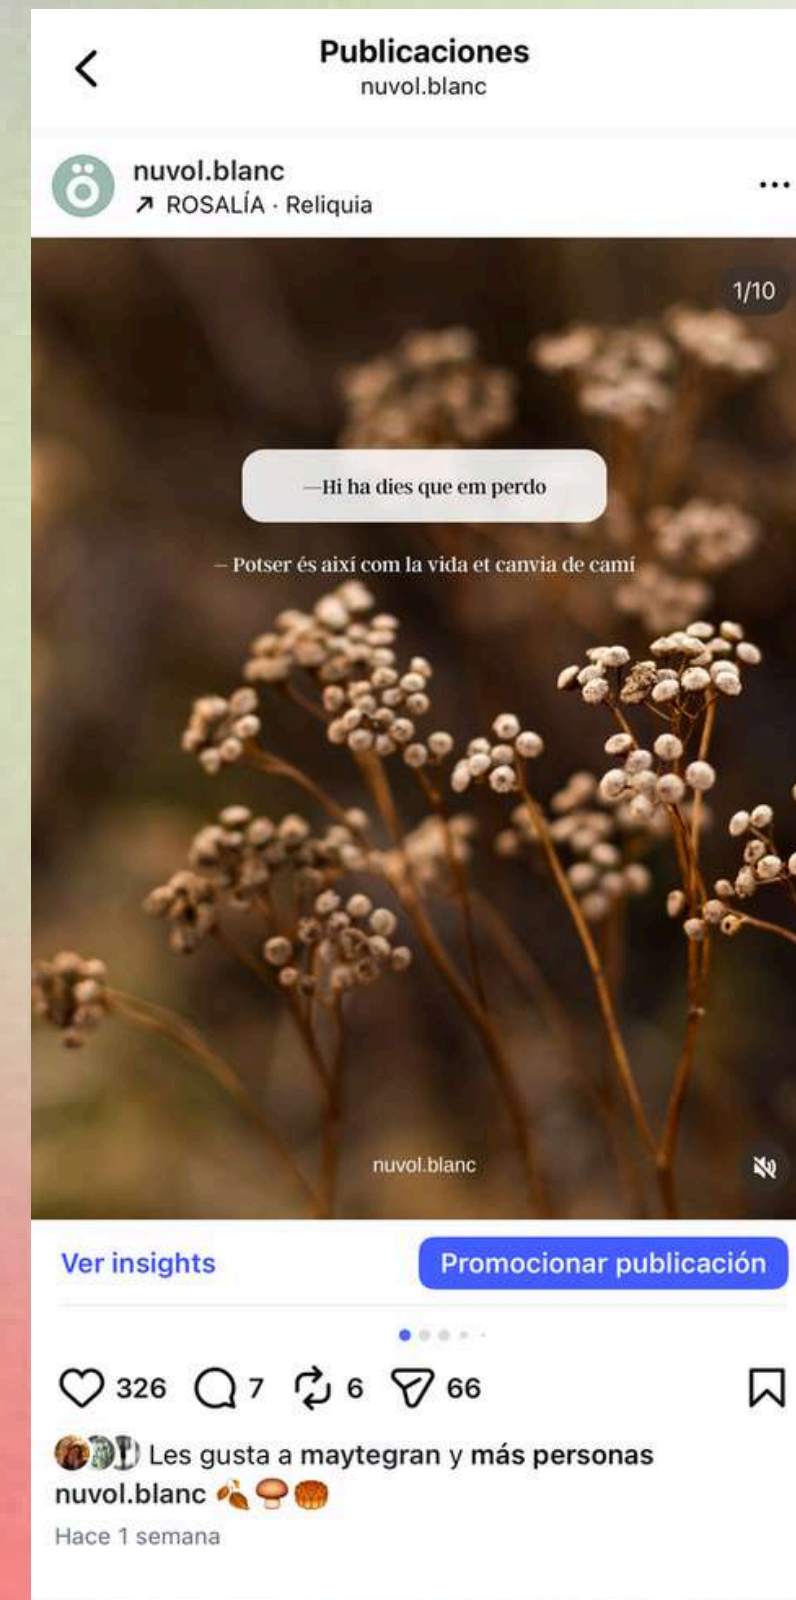 Publicaciones
nuvol.blanc
nuvol.blanc
ROSALÍA · Reliquia
1/10
—Hi ha dies que em perdo
— Potser és així com la vida et canvia de camí
nuvol.blanc
Ver insights
Promocionar publicación
326 7 6 66
Les gusta a maytegran y más personas
nuvol.blanc 🍂🍄‍🟫🥮
Hace 1 semana